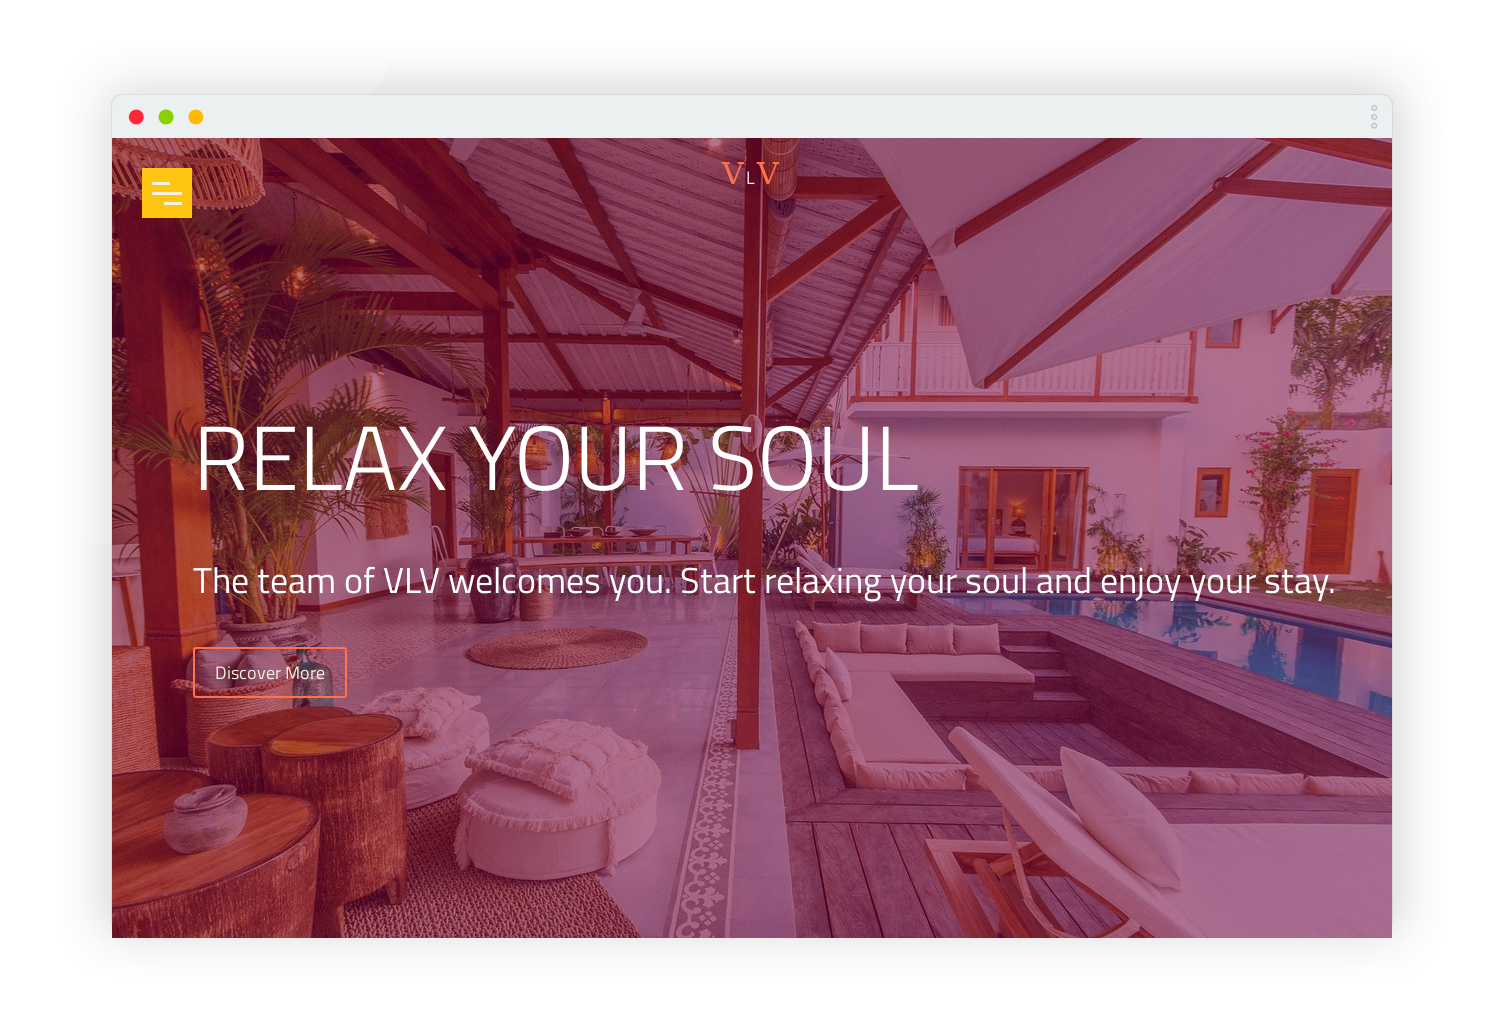 VLV
RELAX YOUR SOUL
The team of VLV welcomes you. Start relaxing your soul and enjoy your stay.
Discover More